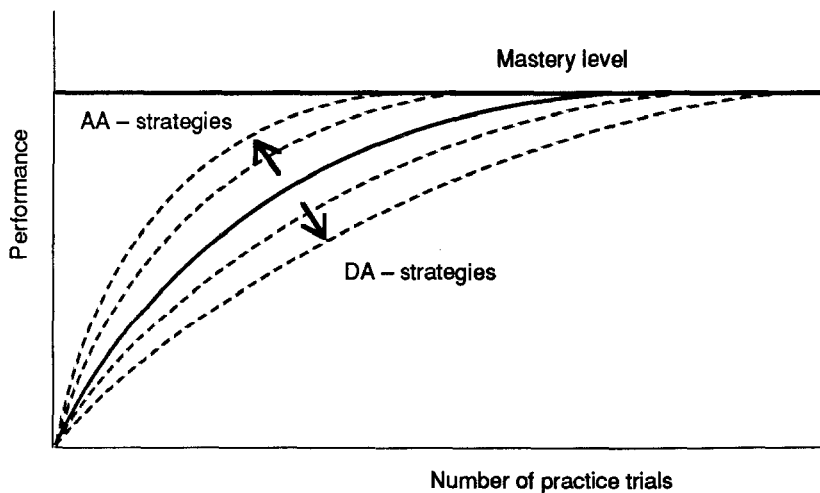 Mastery level
AA – strategies
Performance
DA – strategies
Number of practice trials